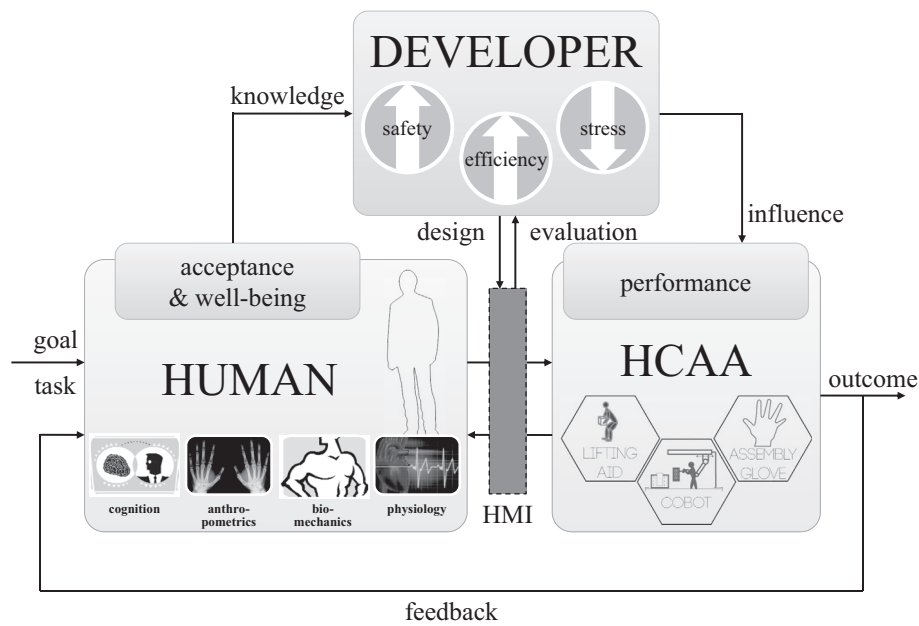 DEVELOPER
knowledge
safety
efficiency
stress
design
evaluation
influence
acceptance
& well-being
performance
goal
task
HUMAN
HCAA
outcome
LIFTING
AID
COBOT
ASSEMBLY
GLOVE
cognition
anthro-
pometrics
bio-
mechanics
physiology
HMI
feedback